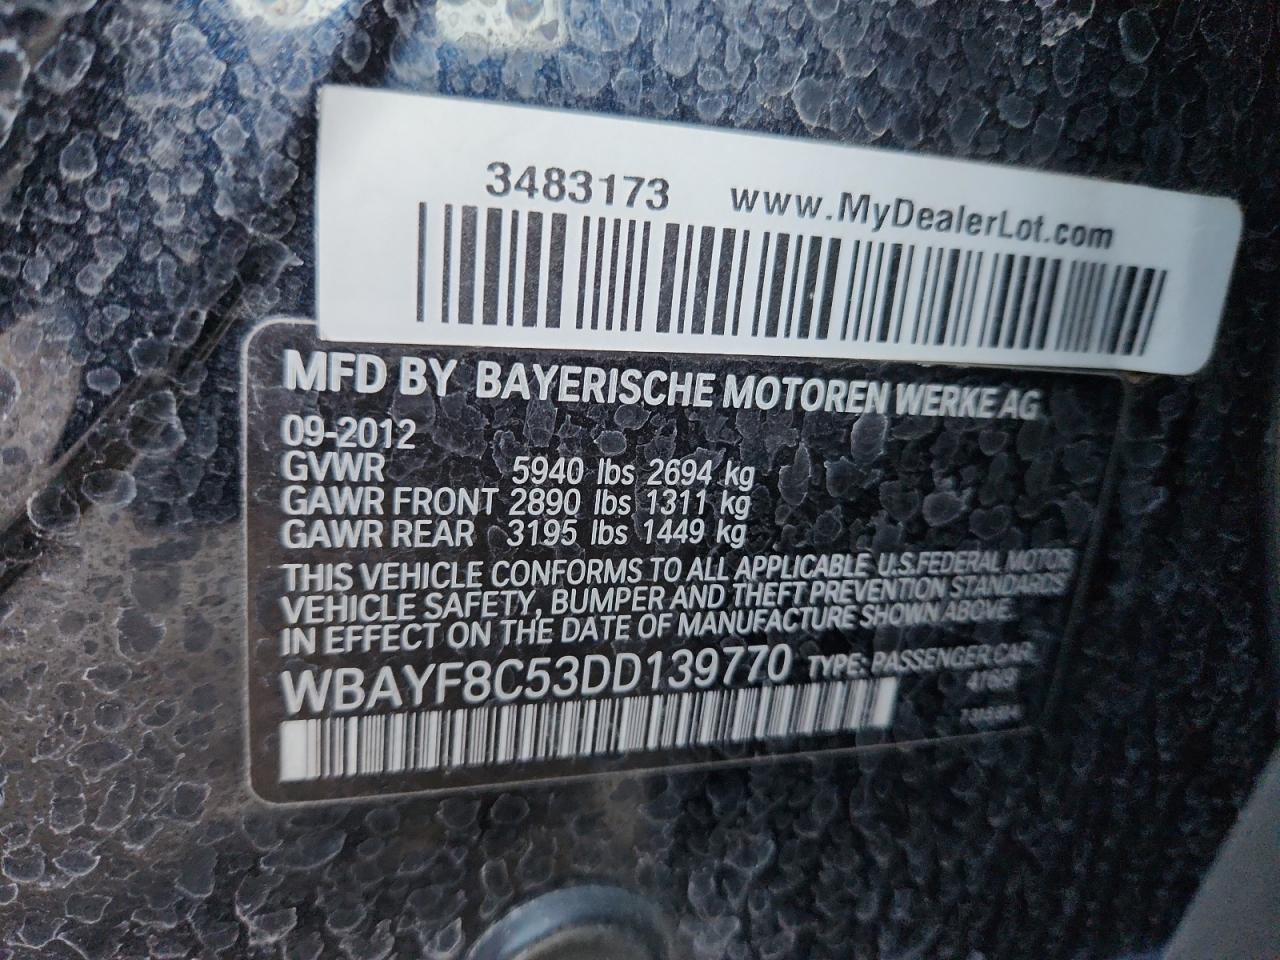 3483173 www.MyDealerLot.com
MFD BY BAYERISCHE MOTOREN WERKE AG
09-2012
GVWR 5940 lbs 2694 kg
GAWR FRONT 2890 lbs 1311 kg
GAWR REAR 3195 lbs 1449 kg
THIS VEHICLE CONFORMS TO ALL APPLICABLE U.S.FEDERAL MOTOR
VEHICLE SAFETY, BUMPER AND THEFT PREVENTION STANDARDS
IN EFFECT ON THE DATE OF MANUFACTURE SHOWN ABOVE.
WBAYF8C53DD139770 TYPE: PASSENGER CAR